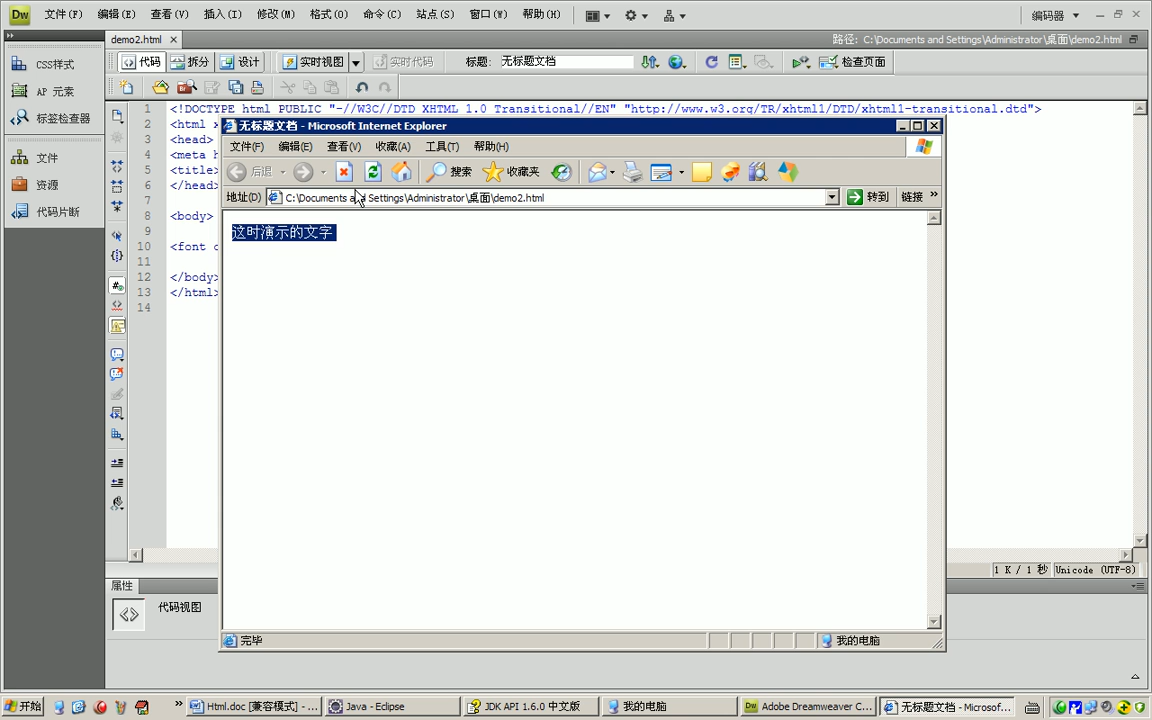 Dw 文件(F) 编辑(E) 查看(V) 插入(I) 修改(M) 格式(O) 命令(C) 站点(S) 窗口(W) 帮助(H) 编码器
demo2.html 路径: C:\Documents and Settings\Administrator\桌面\demo2.html
代码 拆分 设计 实时视图 实时代码 标题: 无标题文档 检查页面
CSS样式
AP 元素
标签检查器
文件
资源
代码片断
1 <!DOCTYPE html PUBLIC "-//W3C//DTD XHTML 1.0 Transitional//EN" "http://www.w3.org/TR/xhtml1/DTD/xhtml1-transitional.dtd">
2 <html x
3 <head>
4 <meta h
5 <title>
6 </head>
7
8 <body>
9
10 <font c
11
12 </body>
13 </html>
14
无标题文档 - Microsoft Internet Explorer
文件(F) 编辑(E) 查看(V) 收藏(A) 工具(T) 帮助(H)
后退 搜索 收藏夹
地址(D) C:\Documents and Settings\Administrator\桌面\demo2.html 转到 链接
这时演示的文字
完毕 我的电脑
1 K / 1 秒 Unicode (UTF-8)
属性
代码视图
开始 Html.doc [兼容模式] - ... Java - Eclipse JDK API 1.6.0 中文版 我的电脑 Adobe Dreamweaver C... 无标题文档 - Microsof...